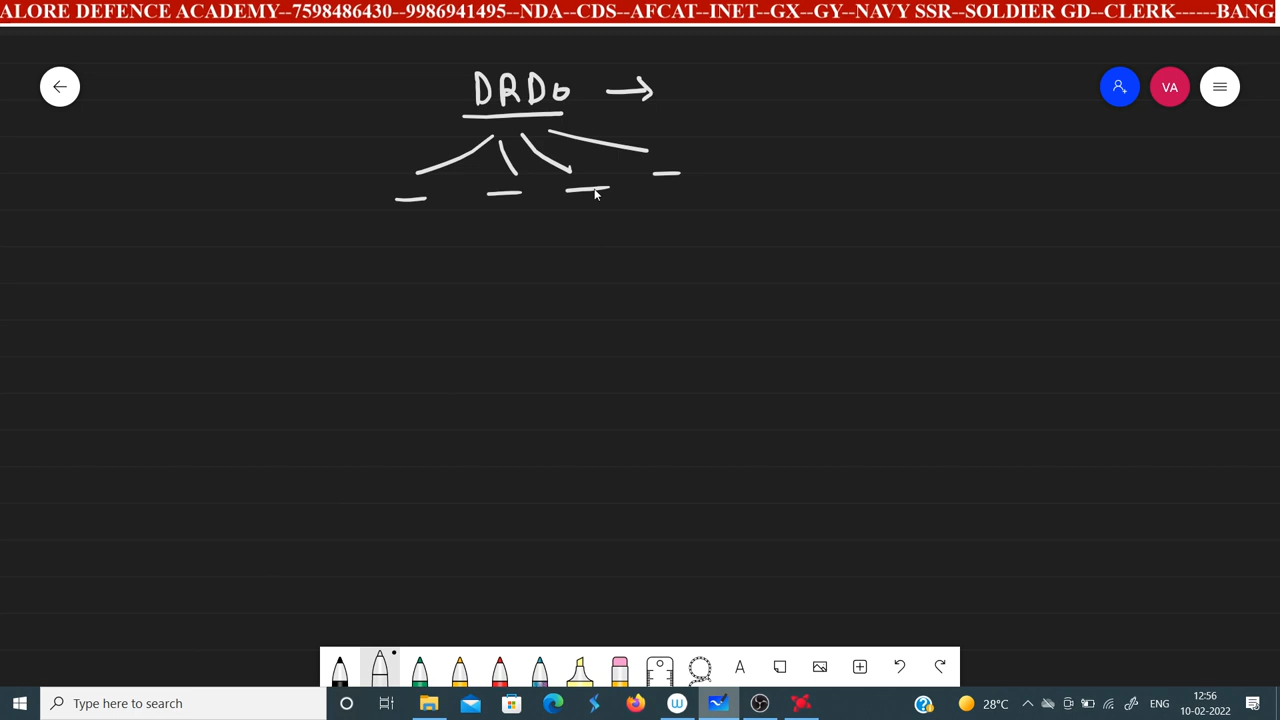 ALORE DEFENCE ACADEMY--7598486430--9986941495--NDA--CDS--AFCAT--INET--GX--GY--NAVY SSR--SOLDIER GD--CLERK------BANG
DRDO →
VA
A
Type here to search
W
28°C
ENG
12:56
10-02-2022